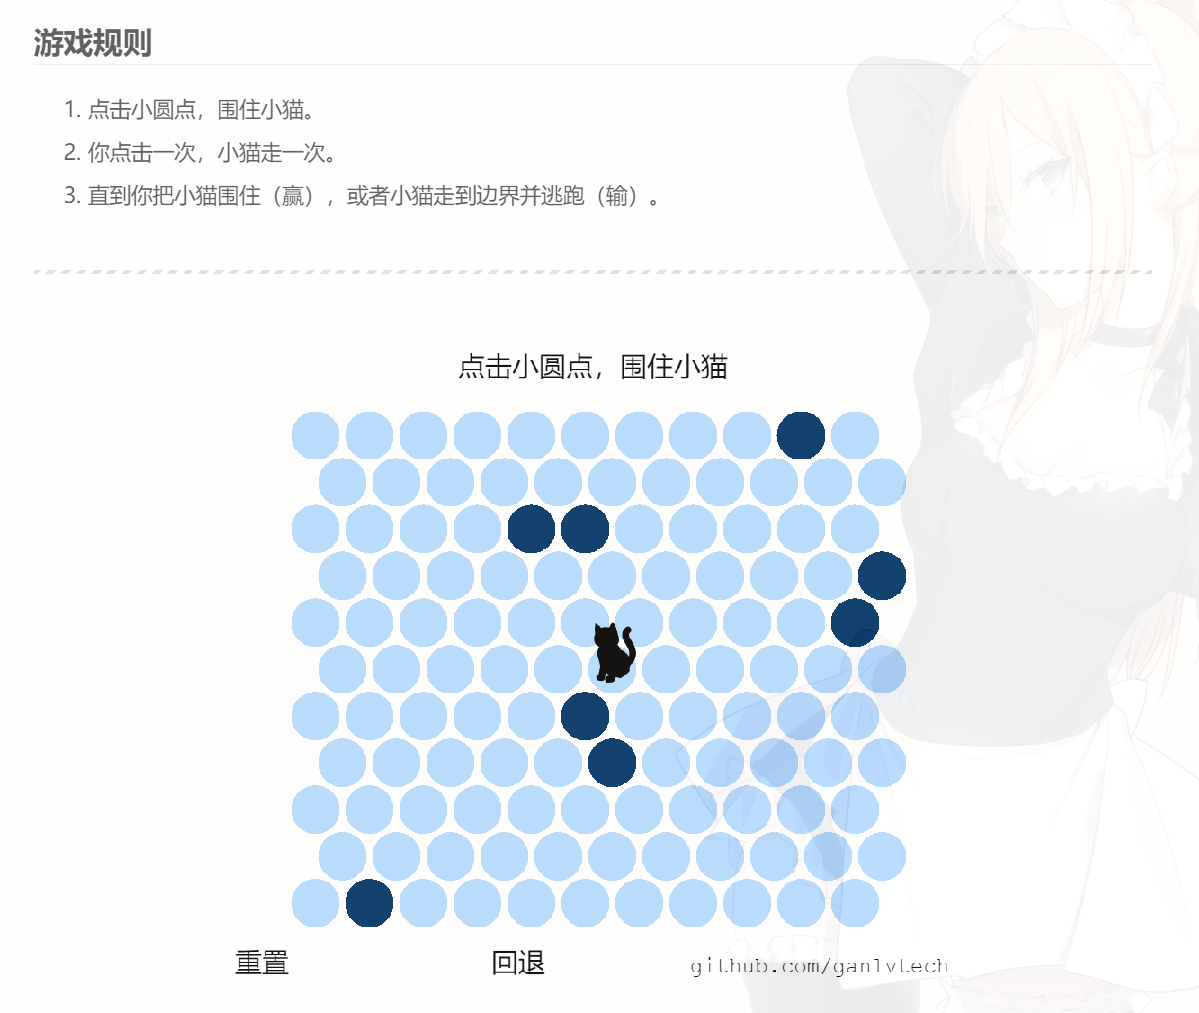 游戏规则
1. 点击小圆点，围住小猫。
2. 你点击一次，小猫走一次。
3. 直到你把小猫围住（赢），或者小猫走到边界并逃跑（输）。
点击小圆点，围住小猫
重置 回退 github.com/ganlvtech